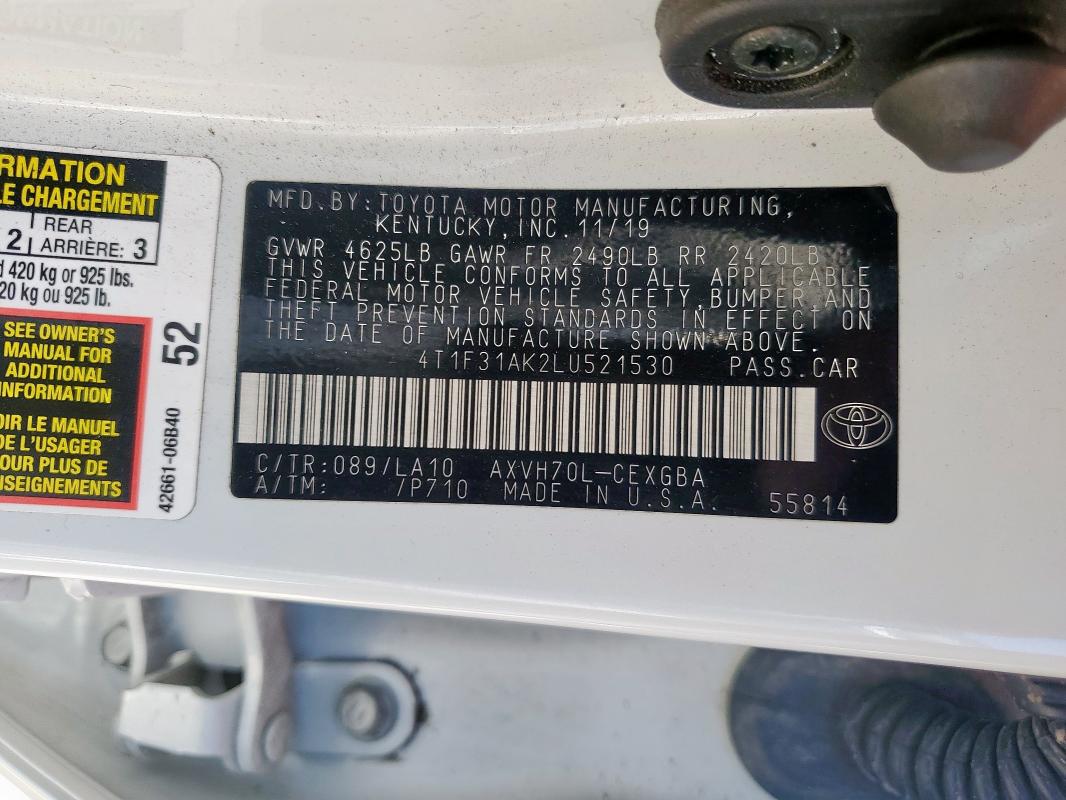 RMATION
LE CHARGEMENT
2 REAR
ARRIÈRE: 3
d 420 kg or 925 lbs.
20 kg ou 925 lb.
SEE OWNER'S
MANUAL FOR
ADDITIONAL
INFORMATION
OIR LE MANUEL
DE L'USAGER
POUR PLUS DE
NSEIGNEMENTS
52
42661-06B40
MFD.BY:TOYOTA MOTOR MANUFACTURING,
KENTUCKY,INC.11/19
GVWR 4625LB GAWR FR 2490LB RR 2420LB
THIS VEHICLE CONFORMS TO ALL APPLICABLE
FEDERAL MOTOR VEHICLE SAFETY,BUMPER,AND
THEFT PREVENTION STANDARDS IN EFFECT ON
THE DATE OF MANUFACTURE SHOWN ABOVE.
4T1F31AK2LU521530 PASS.CAR
C/TR:089/LA10 AXVH70L-CEXGBA
A/TM: /P710 MADE IN U.S.A. 55814